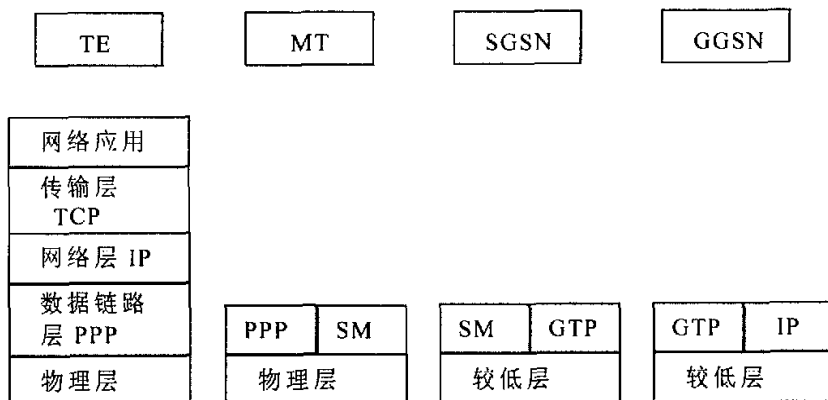 TE
MT
SGSN
GGSN
网络应用
传输层
TCP
网络层 IP
数据链路
层 PPP
PPP
SM
SM
GTP
GTP
IP
物理层
物理层
较低层
较低层